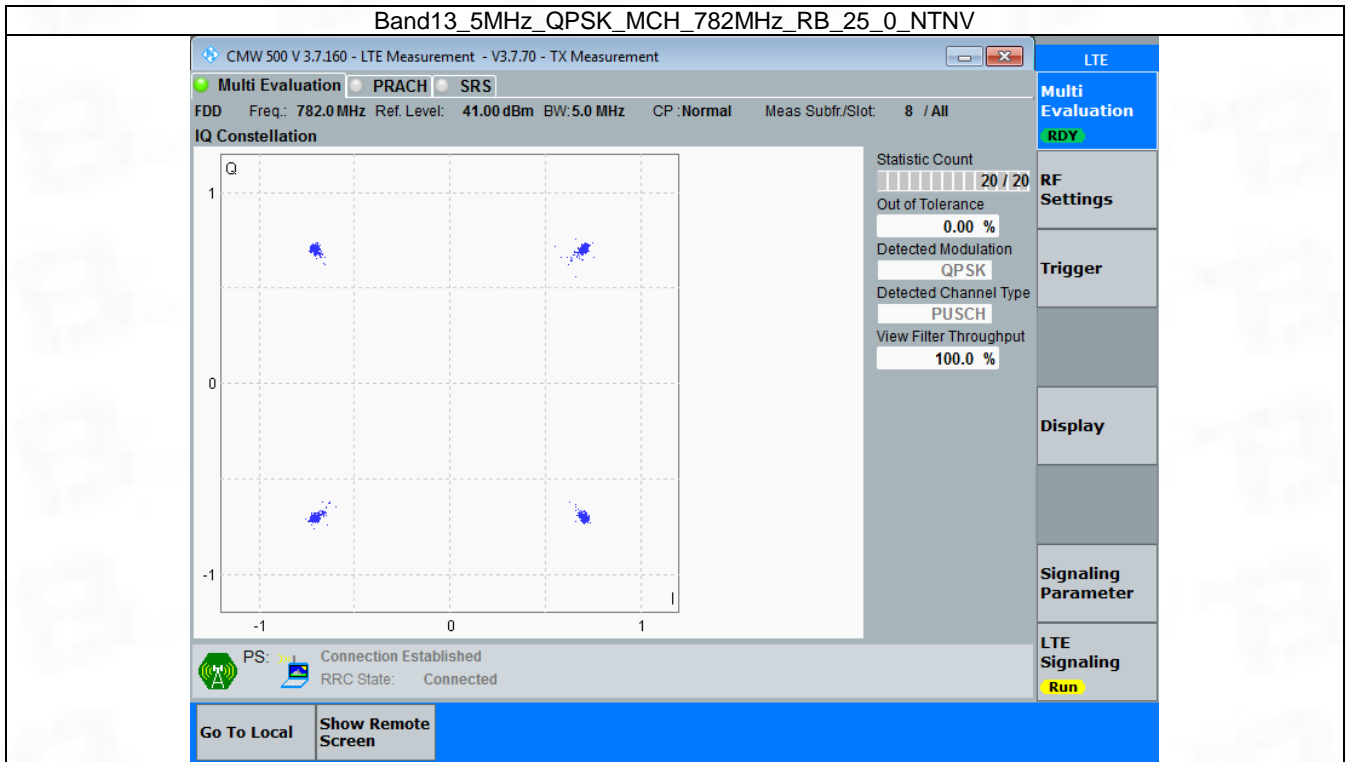 Band13_5MHz_QPSK_MCH_782MHz_RB_25_0_NTNV
CMW 500 V 3.7.160 - LTE Measurement - V3.7.70 - TX Measurement
LTE
Multi Evaluation PRACH SRS
FDD Freq.: 782.0 MHz Ref. Level: 41.00 dBm BW: 5.0 MHz CP : Normal Meas Subfr./Slot: 8 / All
IQ Constellation
Q
1
0
-1
-1 0 1
I
Statistic Count
20 / 20
Out of Tolerance
0.00 %
Detected Modulation
QPSK
Detected Channel Type
PUSCH
View Filter Throughput
100.0 %
Multi
Evaluation
RDY
RF
Settings
Trigger
Display
Signaling
Parameter
LTE
Signaling
Run
PS:
Connection Established
RRC State: Connected
Go To Local
Show Remote
Screen